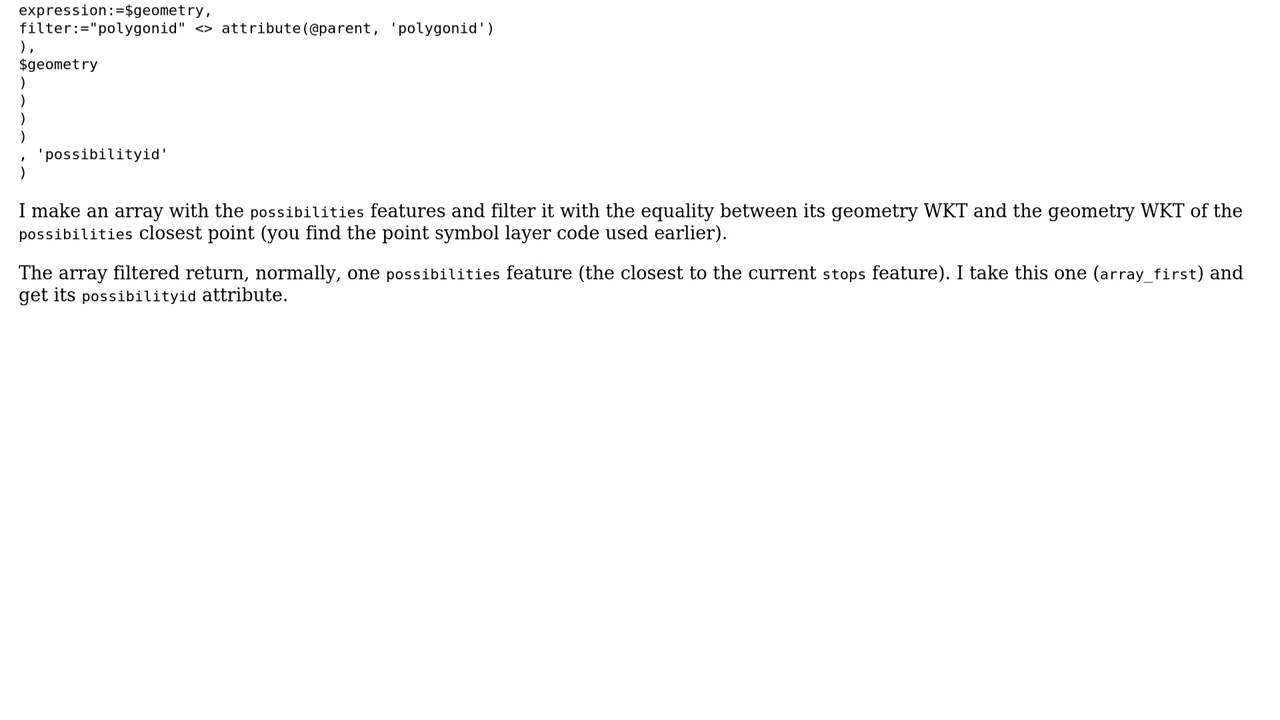 expression:=$geometry,
filter:="polygonid" <> attribute(@parent, 'polygonid')
),
$geometry
)
)
)
)
, 'possibilityid'
)
I make an array with the possibilities features and filter it with the equality between its geometry WKT and the geometry WKT of the
possibilities closest point (you find the point symbol layer code used earlier).
The array filtered return, normally, one possibilities feature (the closest to the current stops feature). I take this one (array_first) and
get its possibilityid attribute.